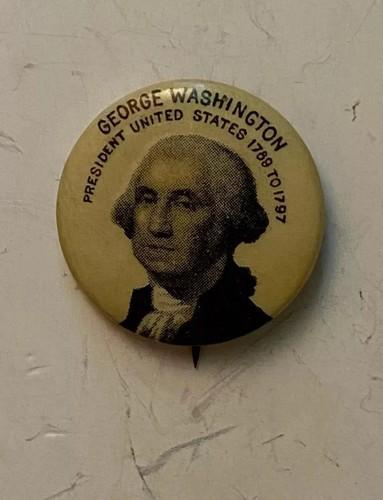 GEORGE WASHINGTON
PRESIDENT UNITED STATES 1789 TO 1797